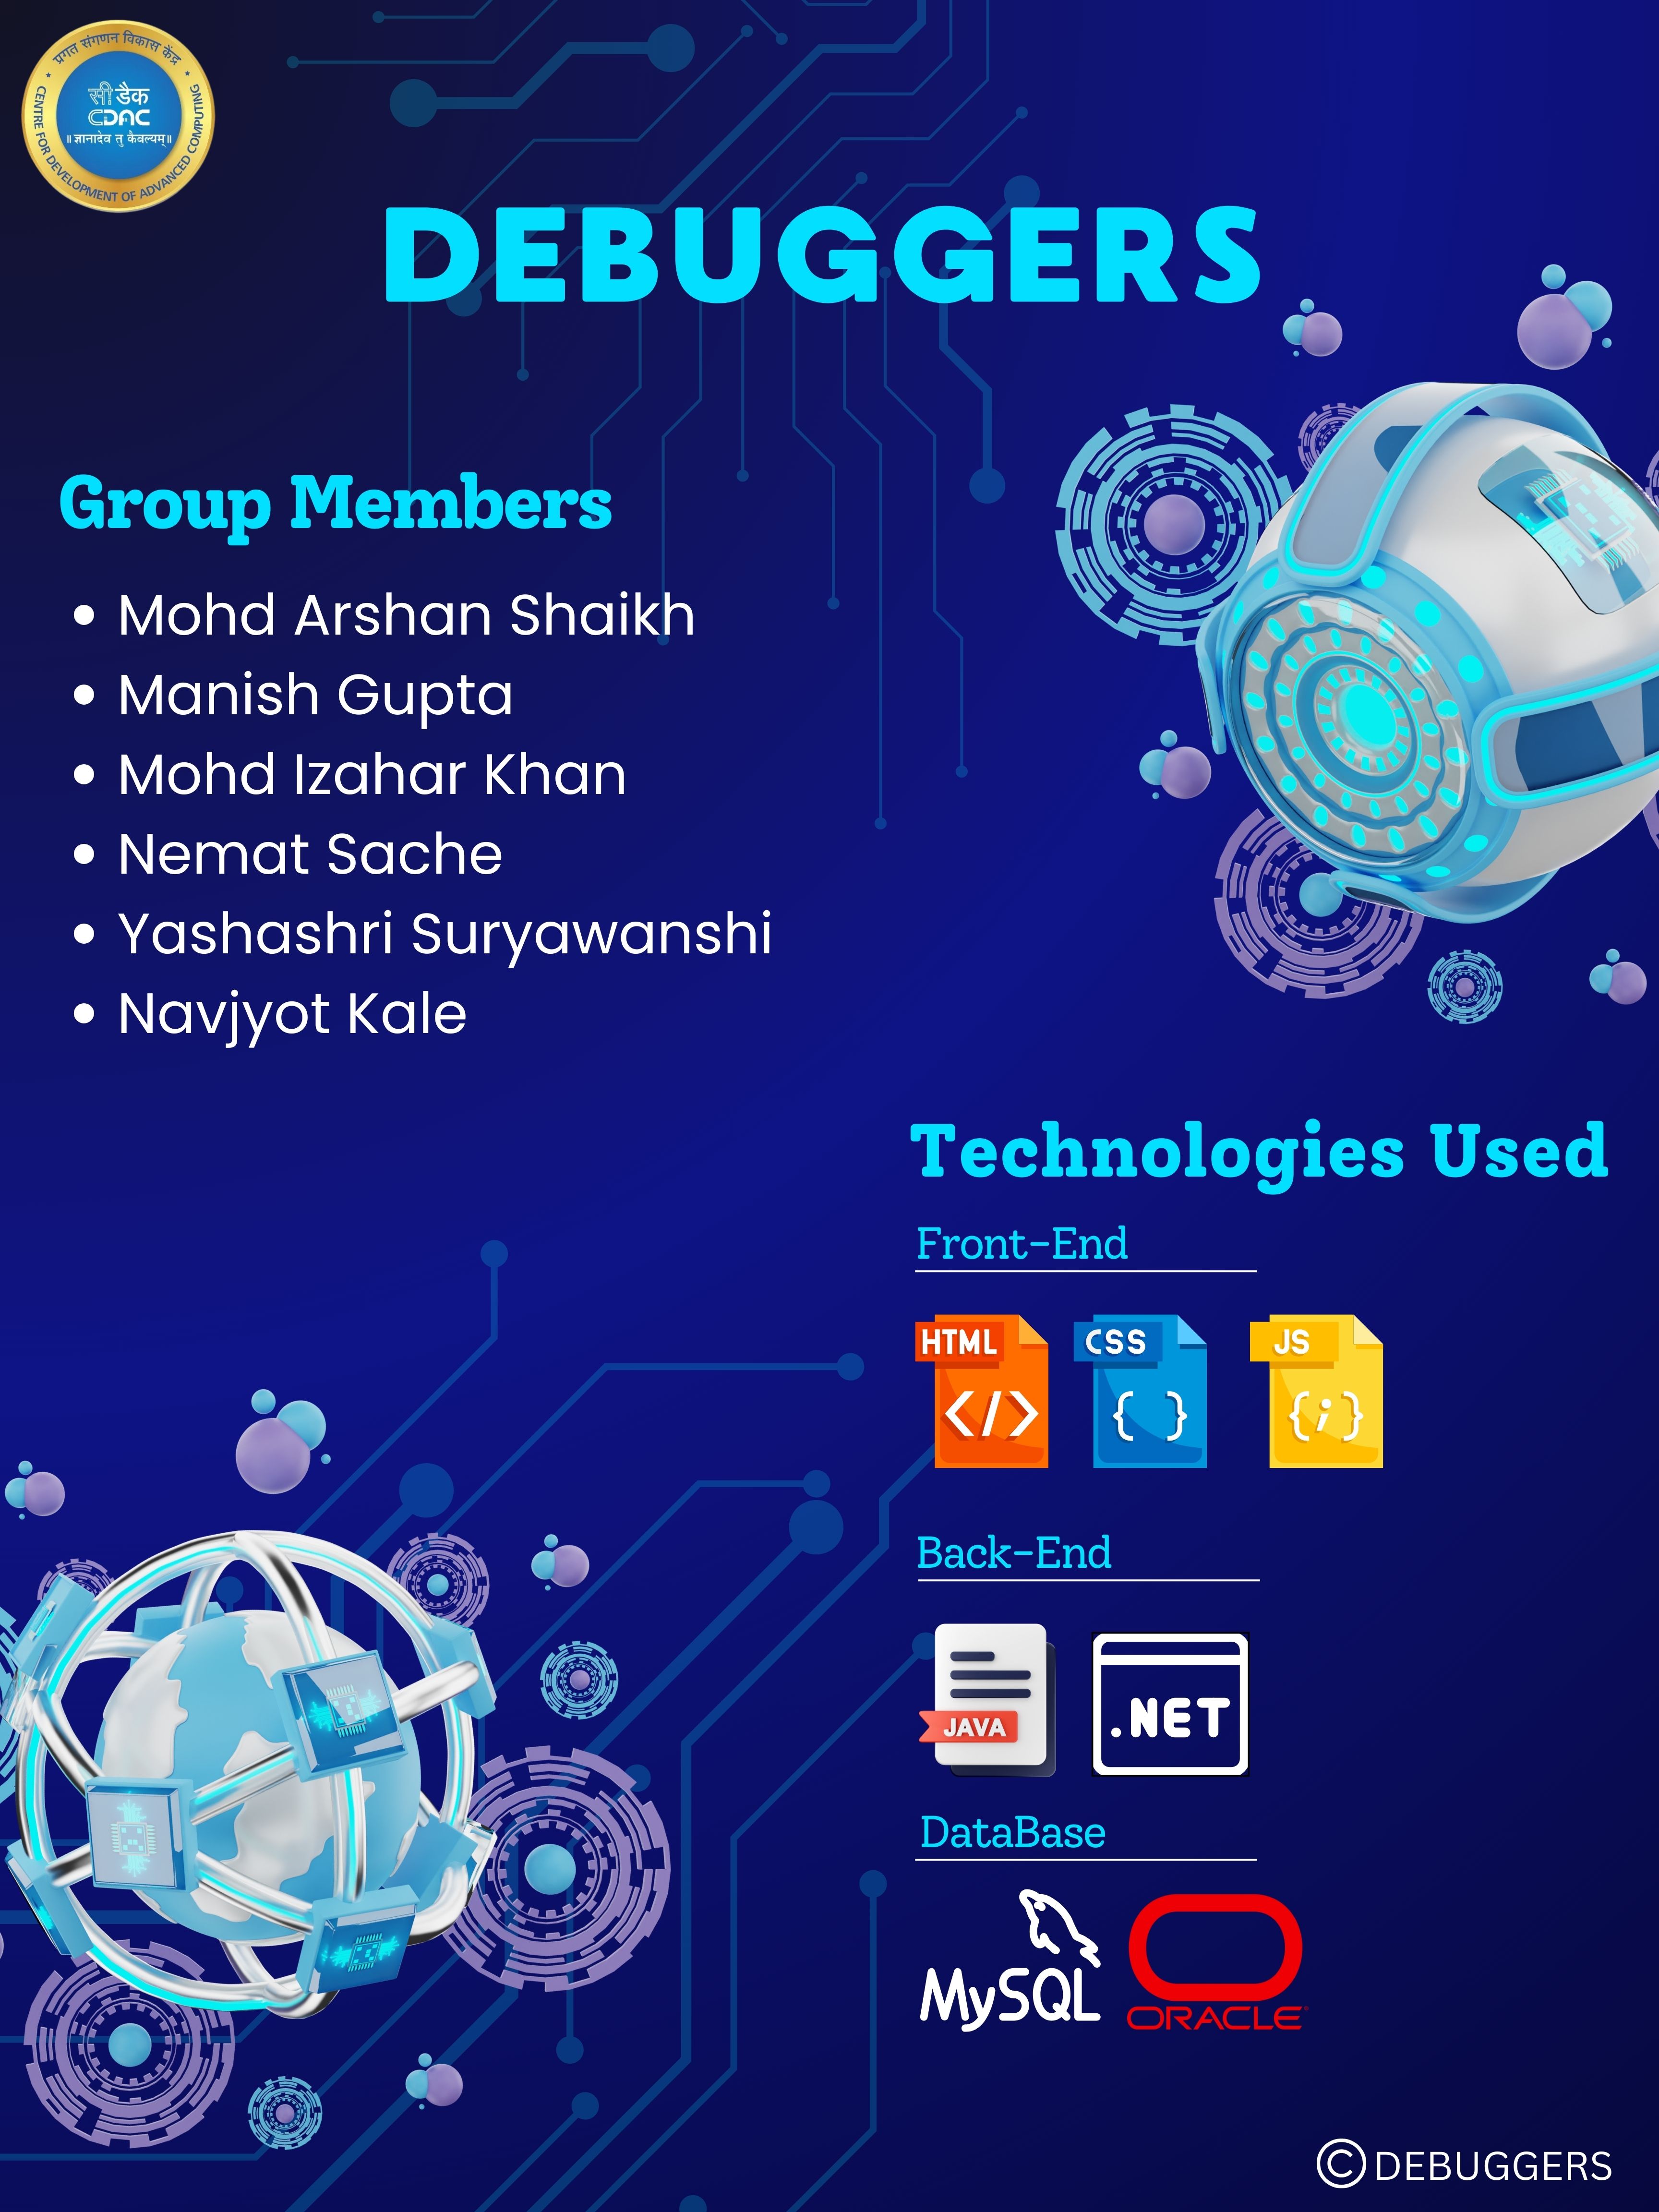 प्रगत संगणन विकास केंद्र
सी डैक
CDAC
॥ ज्ञानादेव तु कैवल्यम् ॥
CENTRE FOR DEVELOPMENT OF ADVANCED COMPUTING
DEBUGGERS
Group Members
• Mohd Arshan Shaikh
• Manish Gupta
• Mohd Izahar Khan
• Nemat Sache
• Yashashri Suryawanshi
• Navjyot Kale
Technologies Used
Front-End
HTML CSS JS
</> { } {;}
Back-End
JAVA .NET
DataBase
MySQL ORACLE
© DEBUGGERS